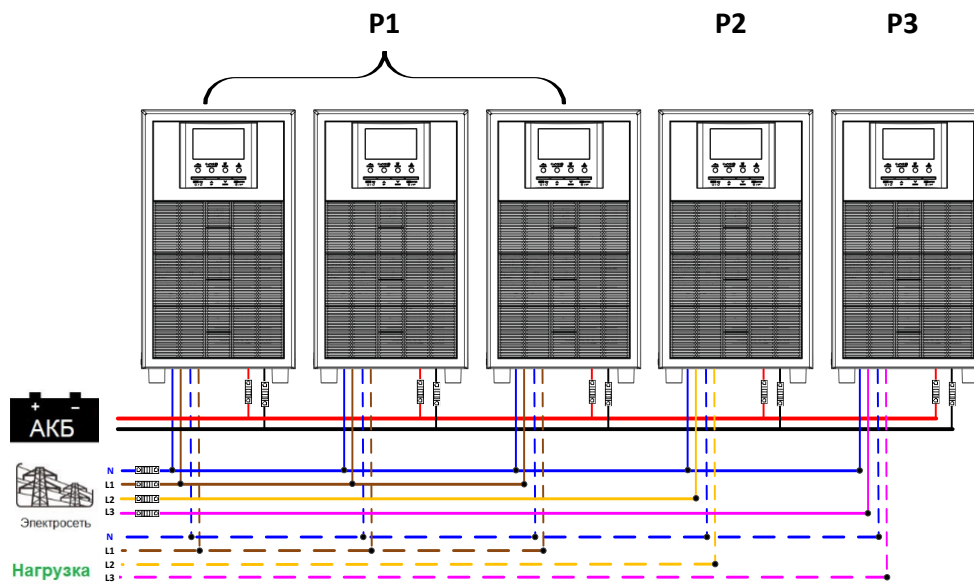 P1
P2
P3
+ −
АКБ
N
L1
L2
L3
Электросеть
N
L1
L2
L3
Нагрузка